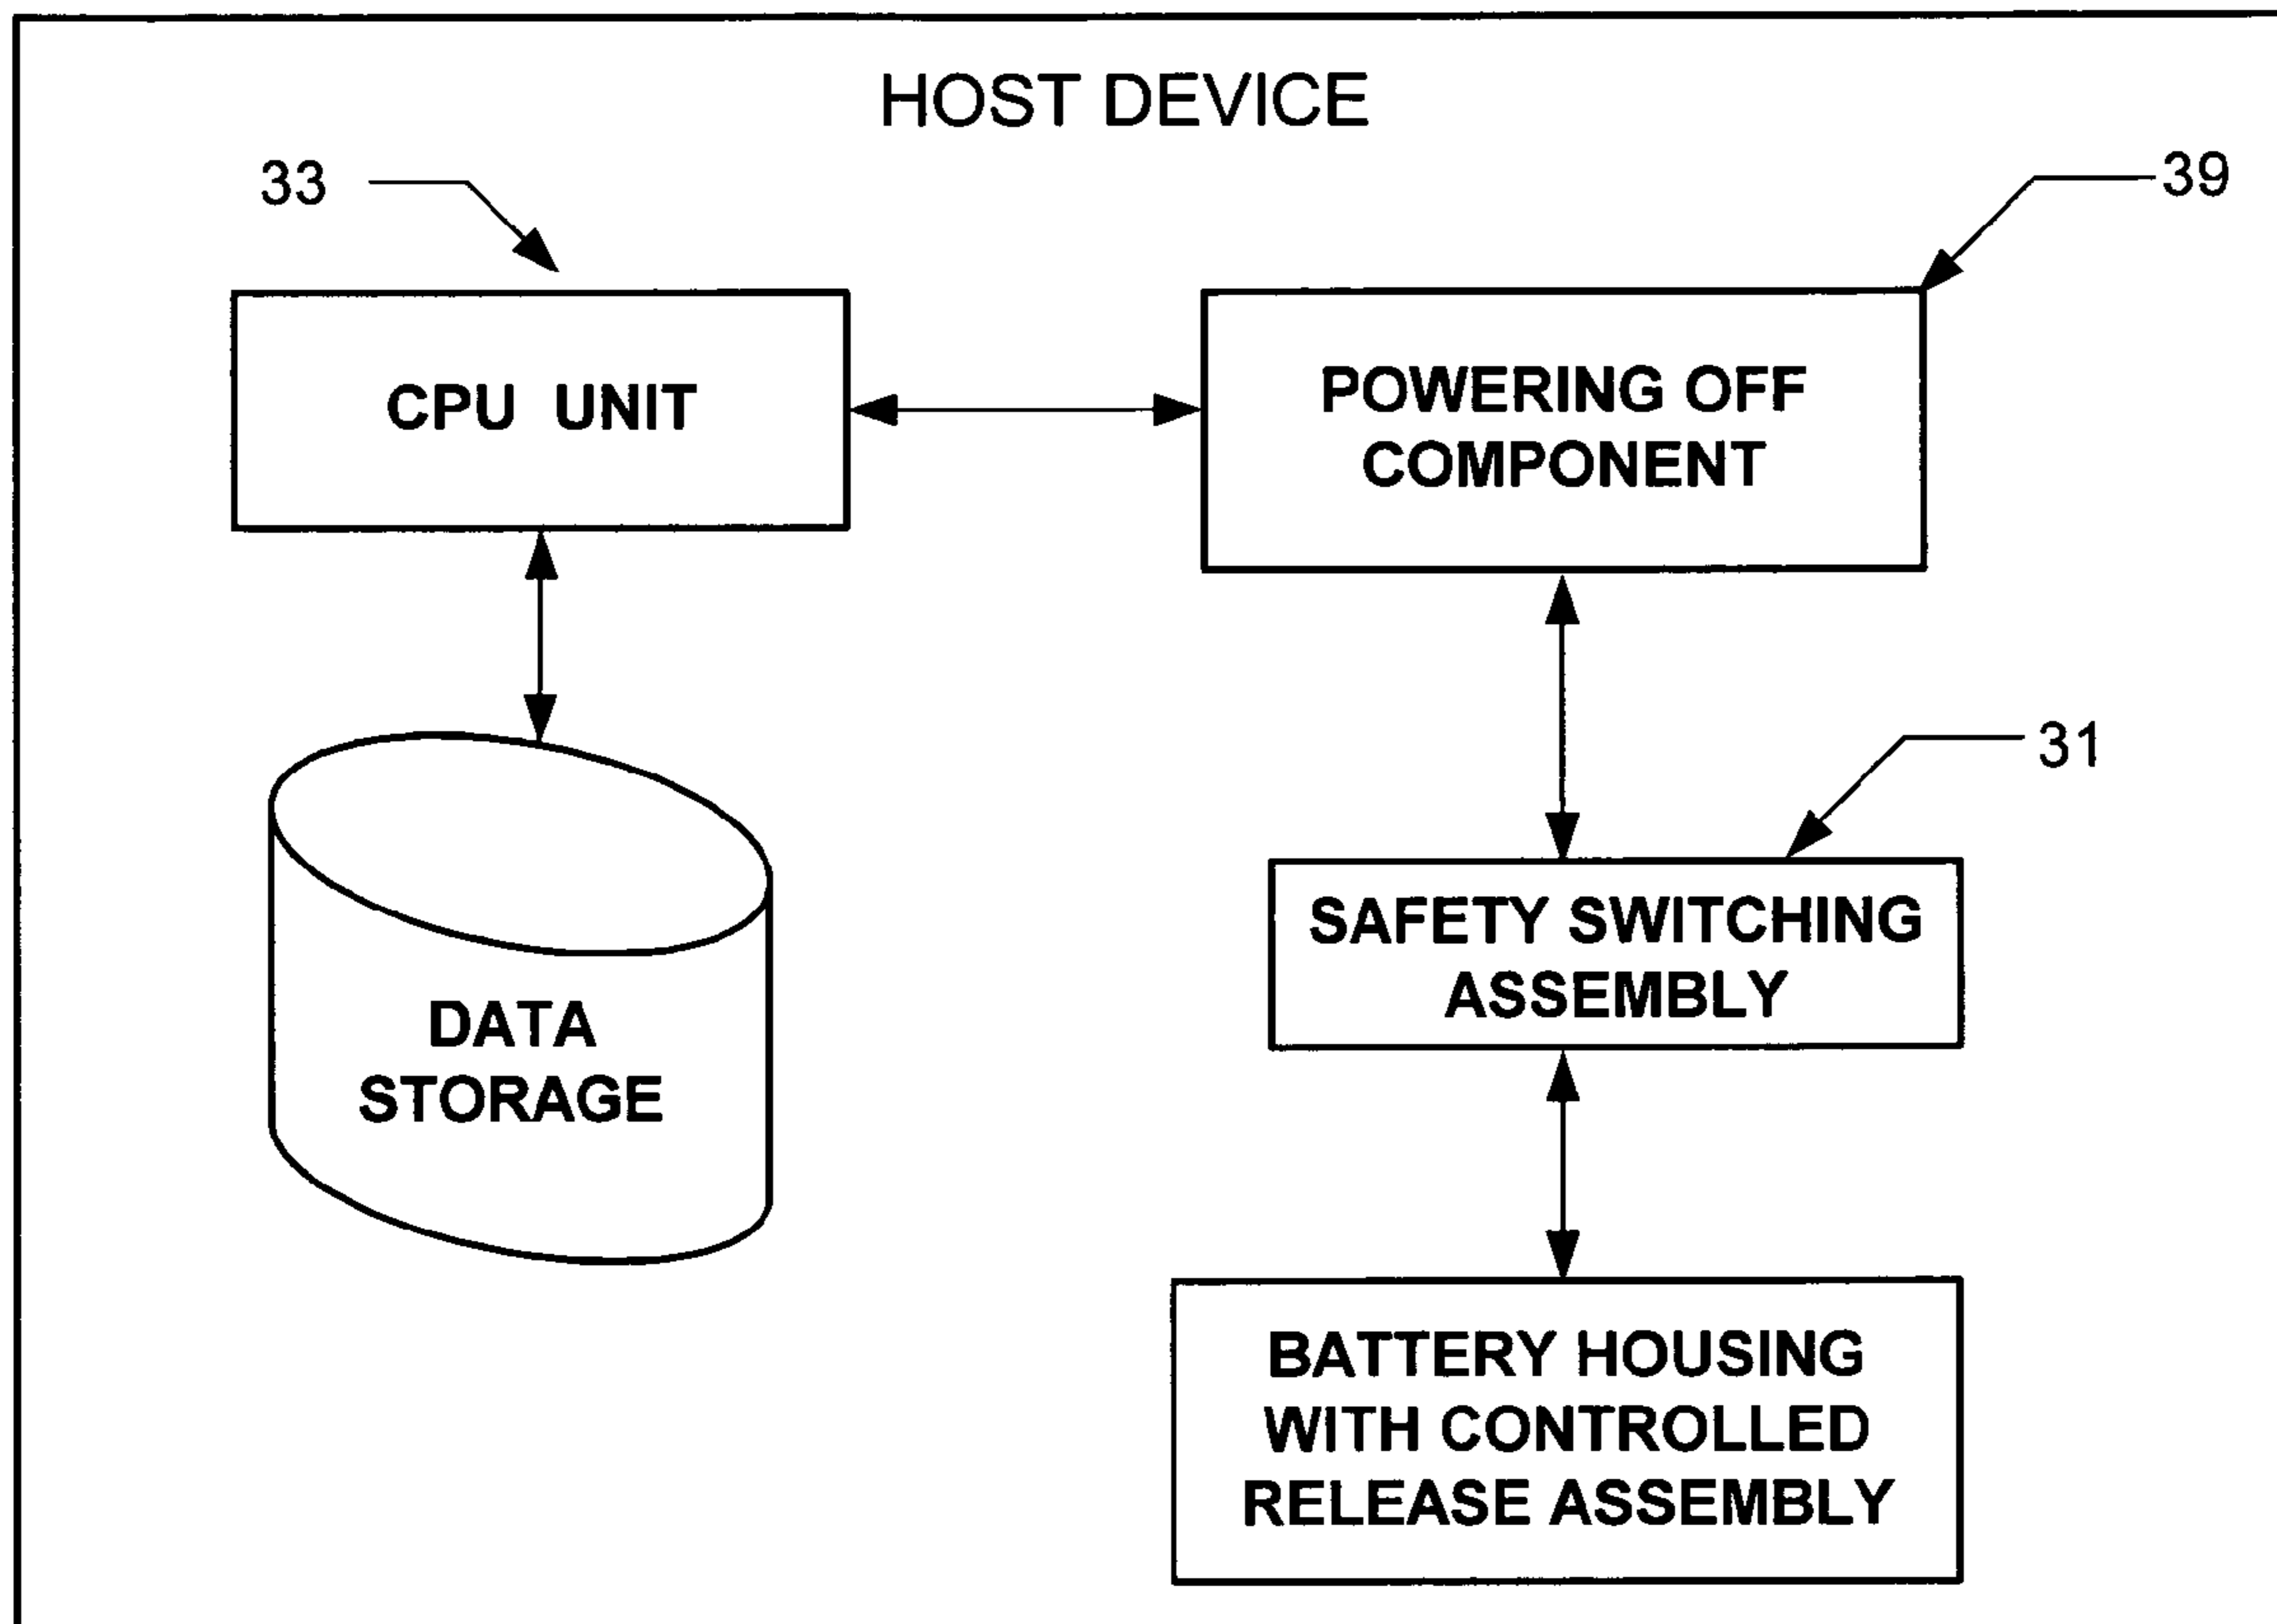 HOST DEVICE
33
39
CPU UNIT
POWERING OFF
COMPONENT
31
SAFETY SWITCHING
ASSEMBLY
DATA
STORAGE
BATTERY HOUSING
WITH CONTROLLED
RELEASE ASSEMBLY